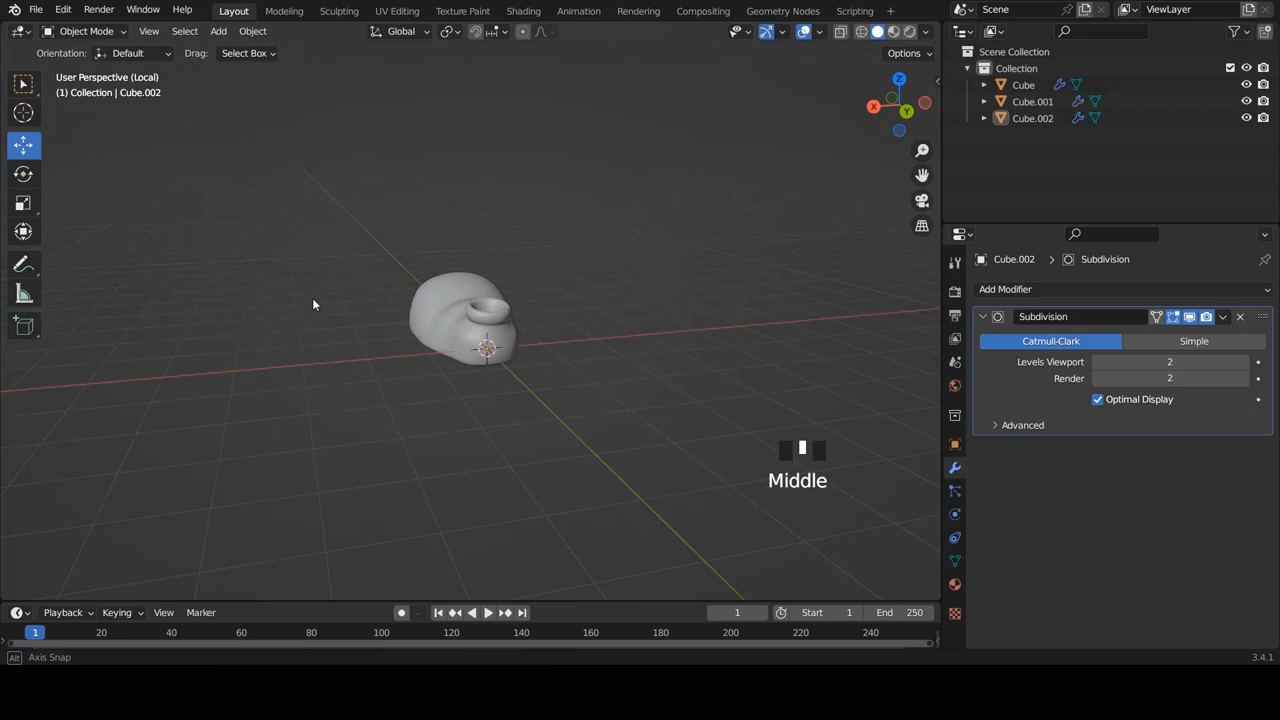 File Edit Render Window Help Layout Modeling Sculpting UV Editing Texture Paint Shading Animation Rendering Compositing Geometry Nodes Scripting + Scene ViewLayer
Object Mode View Select Add Object Global
Orientation: Default Drag: Select Box Options
User Perspective (Local)
(1) Collection | Cube.002
Z
X
Y
Scene Collection
Collection
Cube
Cube.001
Cube.002
Cube.002 > Subdivision
Add Modifier
Subdivision
Catmull-Clark Simple
Levels Viewport 2
Render 2
Optimal Display
Advanced
Middle
Playback Keying View Marker 1 Start 1 End 250
1 20 40 60 80 100 120 140 160 180 200 220 240
Alt Axis Snap 3.4.1